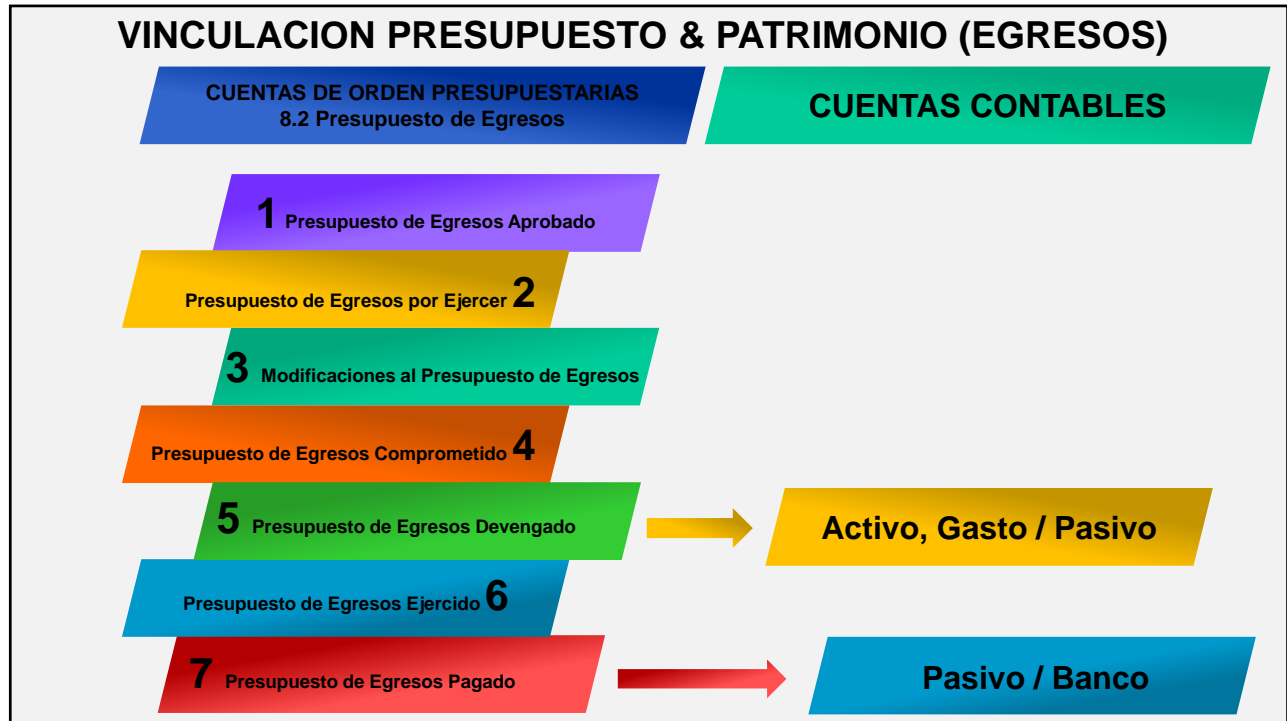 VINCULACION PRESUPUESTO & PATRIMONIO (EGRESOS)
CUENTAS DE ORDEN PRESUPUESTARIAS
8.2 Presupuesto de Egresos
CUENTAS CONTABLES
1 Presupuesto de Egresos Aprobado
Presupuesto de Egresos por Ejercer 2
3 Modificaciones al Presupuesto de Egresos
Presupuesto de Egresos Comprometido 4
5 Presupuesto de Egresos Devengado
Activo, Gasto / Pasivo
Presupuesto de Egresos Ejercido 6
7 Presupuesto de Egresos Pagado
Pasivo / Banco